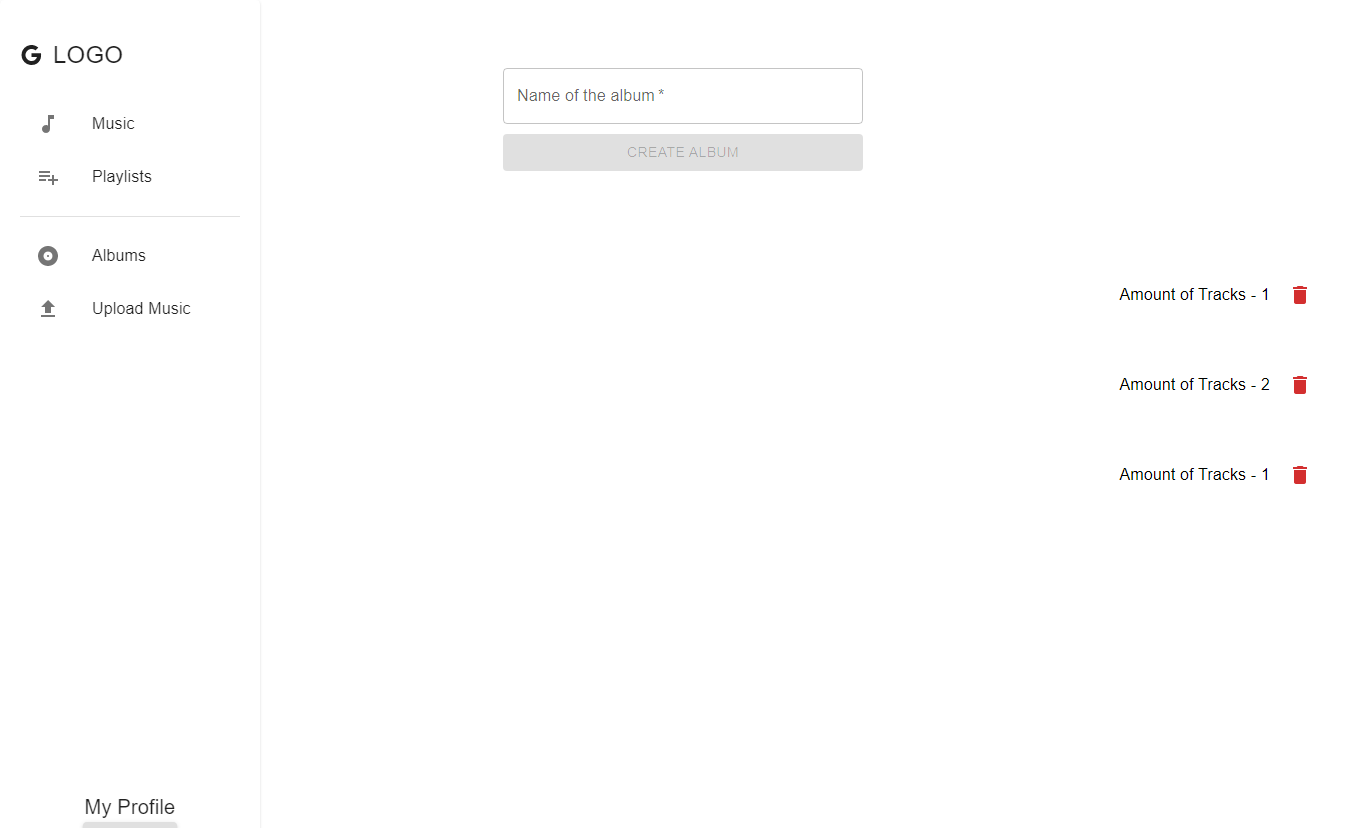 LOGO
Music
Playlists
Albums
Upload Music
My Profile
Name of the album *
CREATE ALBUM
Amount of Tracks - 1
Amount of Tracks - 2
Amount of Tracks - 1